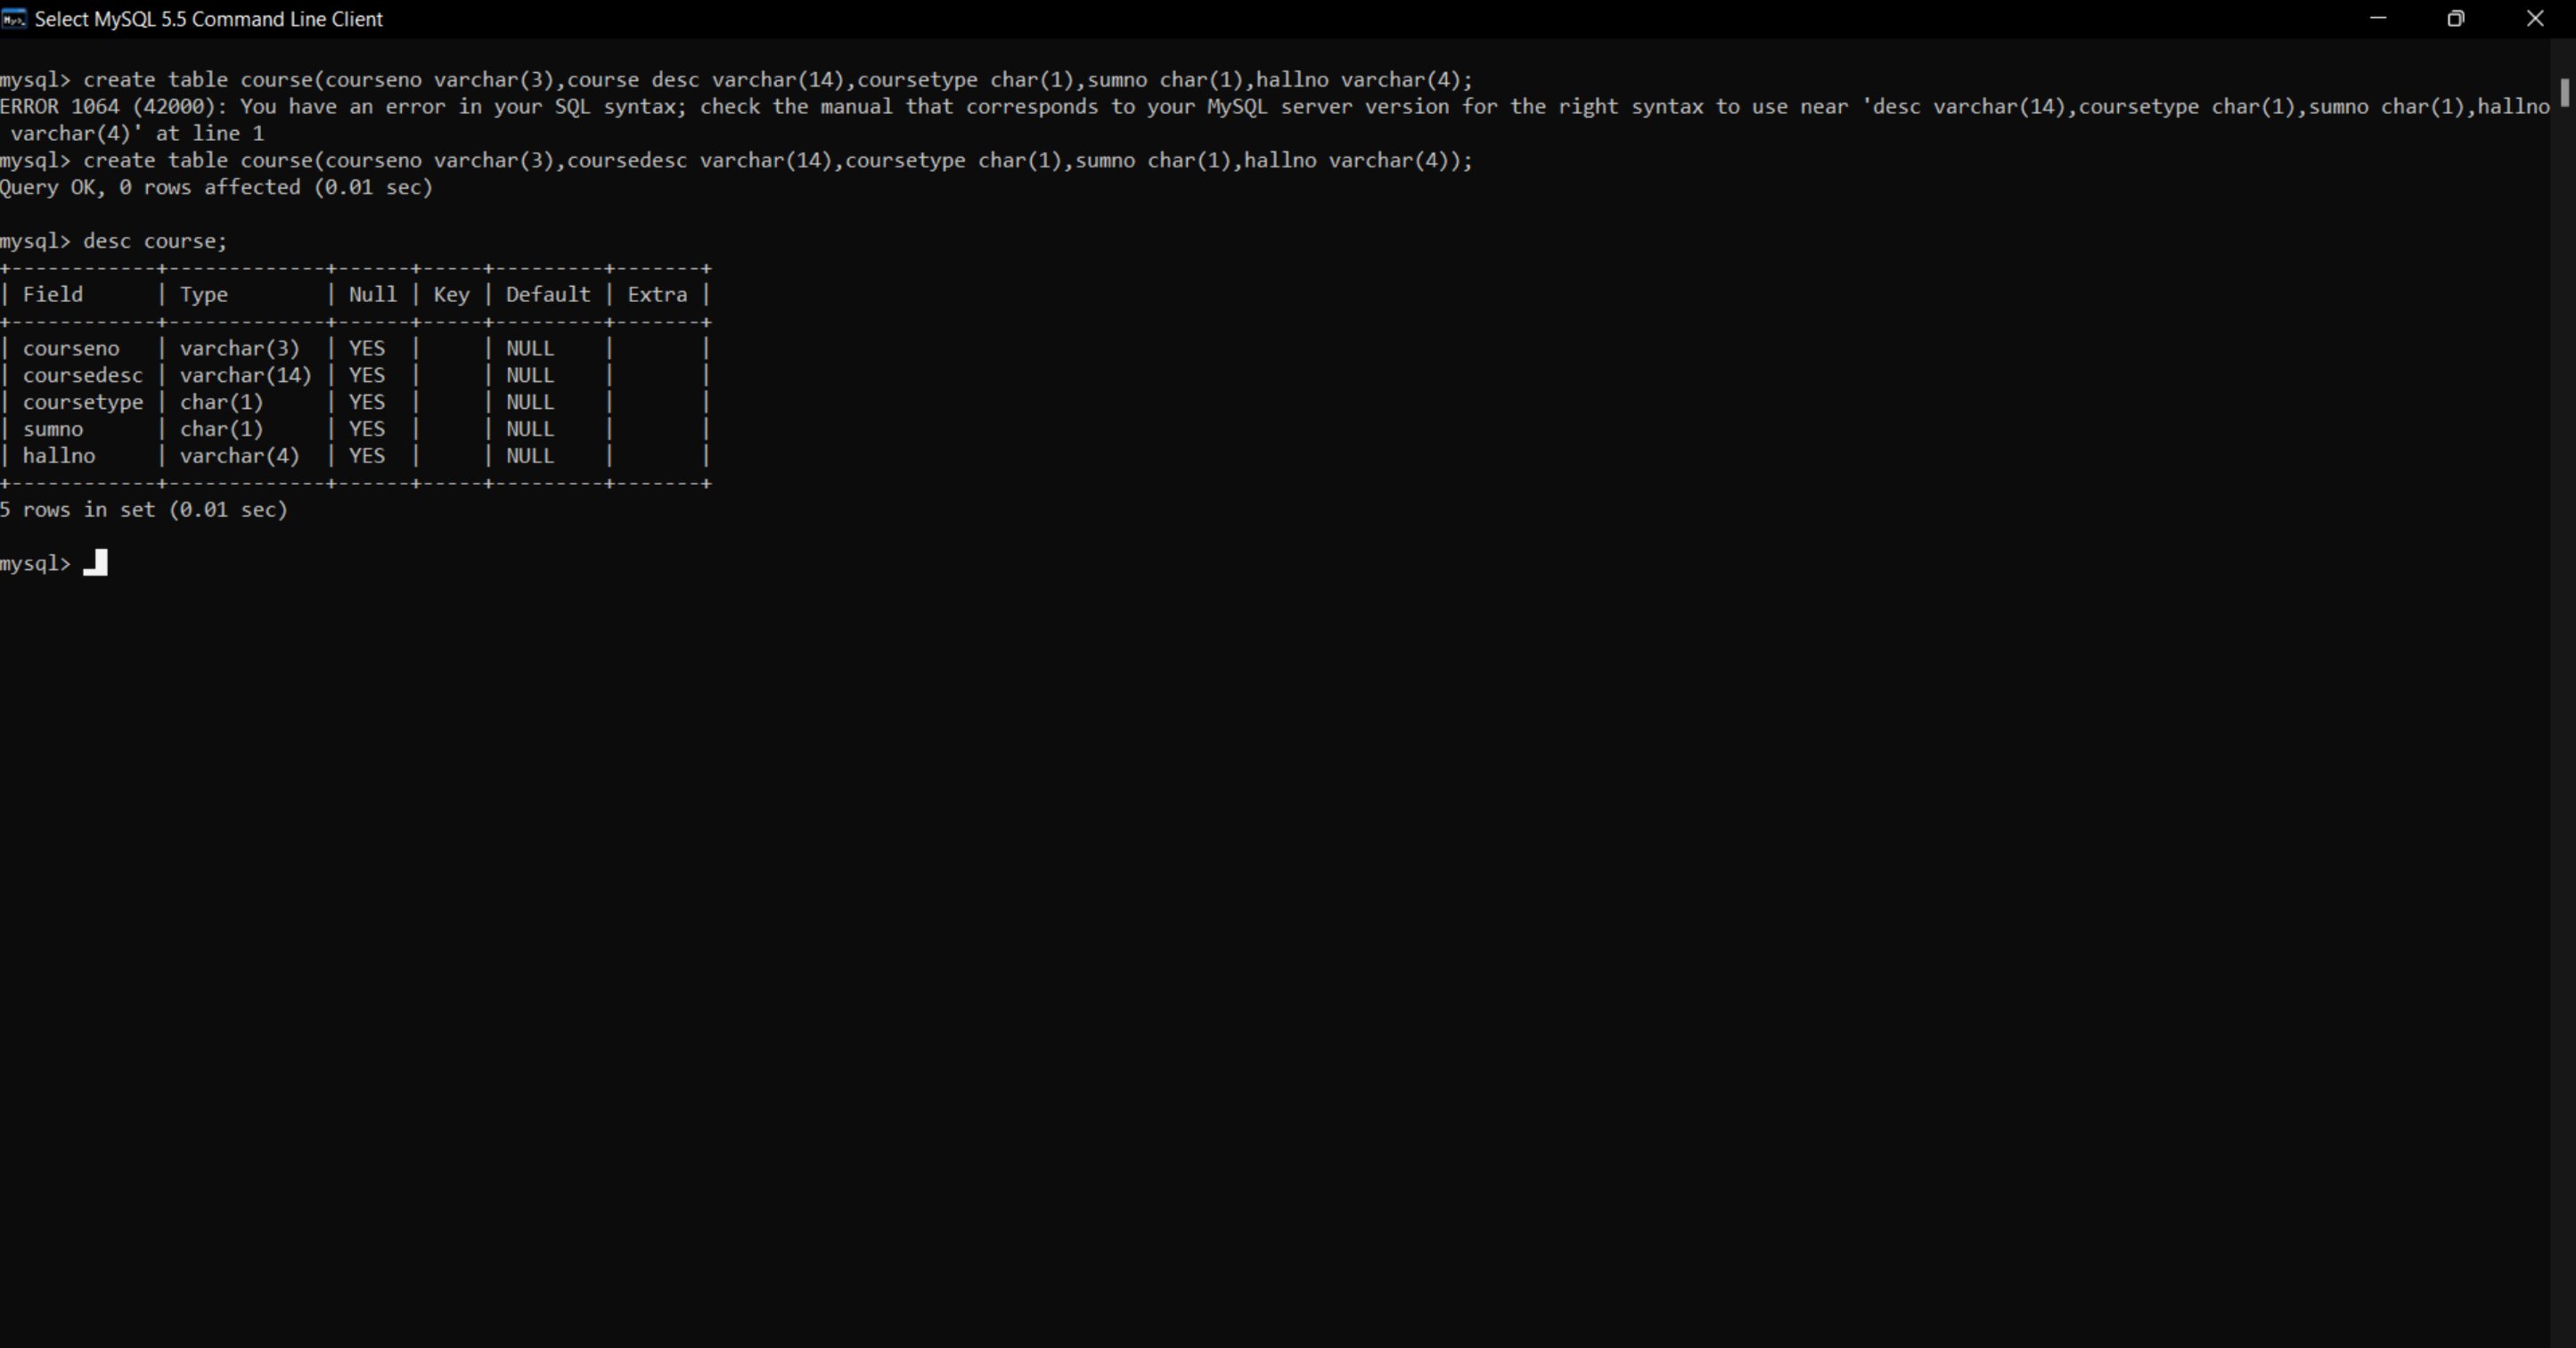 Select MySQL 5.5 Command Line Client
mysql> create table course(courseno varchar(3),course desc varchar(14),coursetype char(1),sumno char(1),hallno varchar(4);
ERROR 1064 (42000): You have an error in your SQL syntax; check the manual that corresponds to your MySQL server version for the right syntax to use near 'desc varchar(14),coursetype char(1),sumno char(1),hallno
 varchar(4)' at line 1
mysql> create table course(courseno varchar(3),coursedesc varchar(14),coursetype char(1),sumno char(1),hallno varchar(4));
Query OK, 0 rows affected (0.01 sec)
mysql> desc course;
+------------+-------------+------+-----+---------+-------+
| Field      | Type        | Null | Key | Default | Extra |
+------------+-------------+------+-----+---------+-------+
| courseno   | varchar(3)  | YES  |     | NULL    |       |
| coursedesc | varchar(14) | YES  |     | NULL    |       |
| coursetype | char(1)     | YES  |     | NULL    |       |
| sumno      | char(1)     | YES  |     | NULL    |       |
| hallno     | varchar(4)  | YES  |     | NULL    |       |
+------------+-------------+------+-----+---------+-------+
5 rows in set (0.01 sec)
mysql>